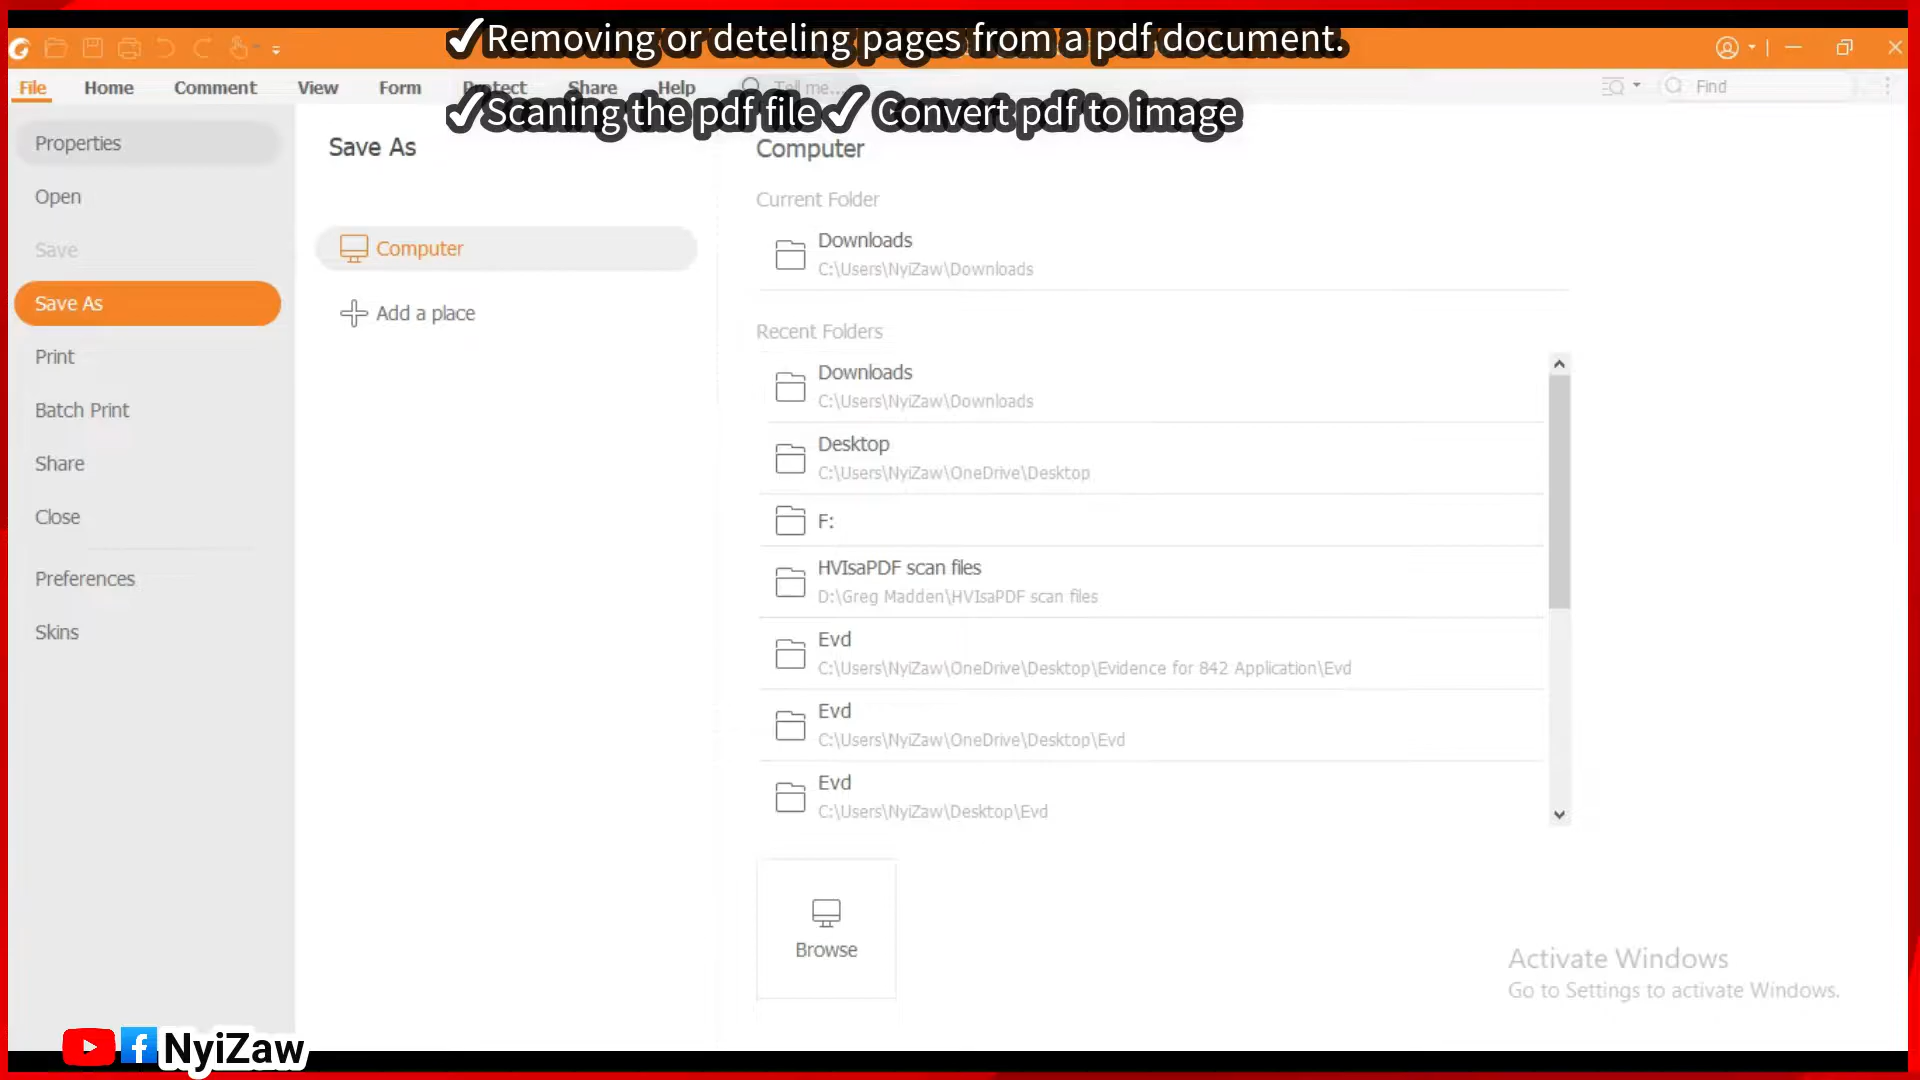 ✓Removing or deteling pages from a pdf document.
File Home Comment View Form Protect Share Help Tell me... Find
✓Scaning the pdf file✓ Convert pdf to image
Properties
Open
Save
Save As
Print
Batch Print
Share
Close
Preferences
Skins
Save As
Computer
Add a place
Computer
Current Folder
Downloads
C:\Users\NyiZaw\Downloads
Recent Folders
Downloads
C:\Users\NyiZaw\Downloads
Desktop
C:\Users\NyiZaw\OneDrive\Desktop
F:
HVIsaPDF scan files
D:\Greg Madden\HVIsaPDF scan files
Evd
C:\Users\NyiZaw\OneDrive\Desktop\Evidence for 842 Application\Evd
Evd
C:\Users\NyiZaw\OneDrive\Desktop\Evd
Evd
C:\Users\NyiZaw\Desktop\Evd
Browse
Activate Windows
Go to Settings to activate Windows.
NyiZaw